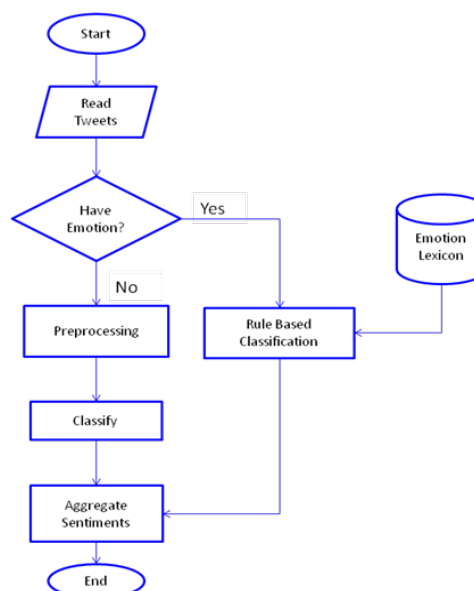 Start
Read
Tweets
Have
Emotion?
Yes
Emotion
Lexicon
No
Preprocessing
Rule Based
Classification
Classify
Aggregate
Sentiments
End